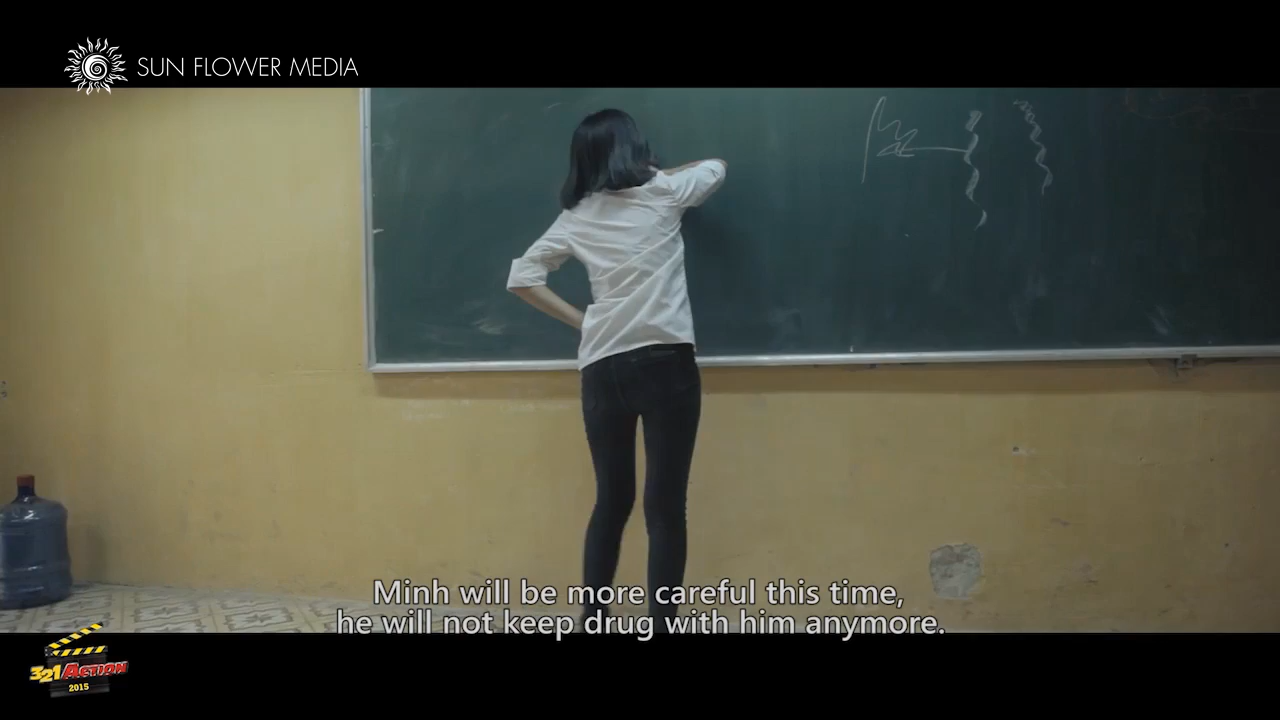 SUN FLOWER MEDIA
Minh will be more careful this time,
he will not keep drug with him anymore.
321 ACTION
2015